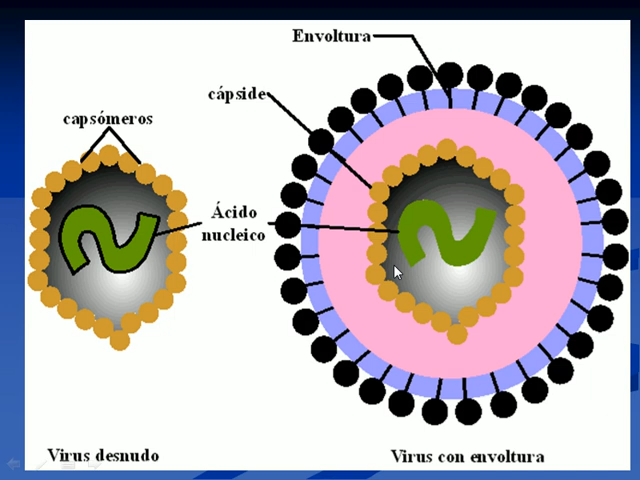 Envoltura
cápside
capsómeros
Ácido
nucleico
Virus desnudo
Virus con envoltura